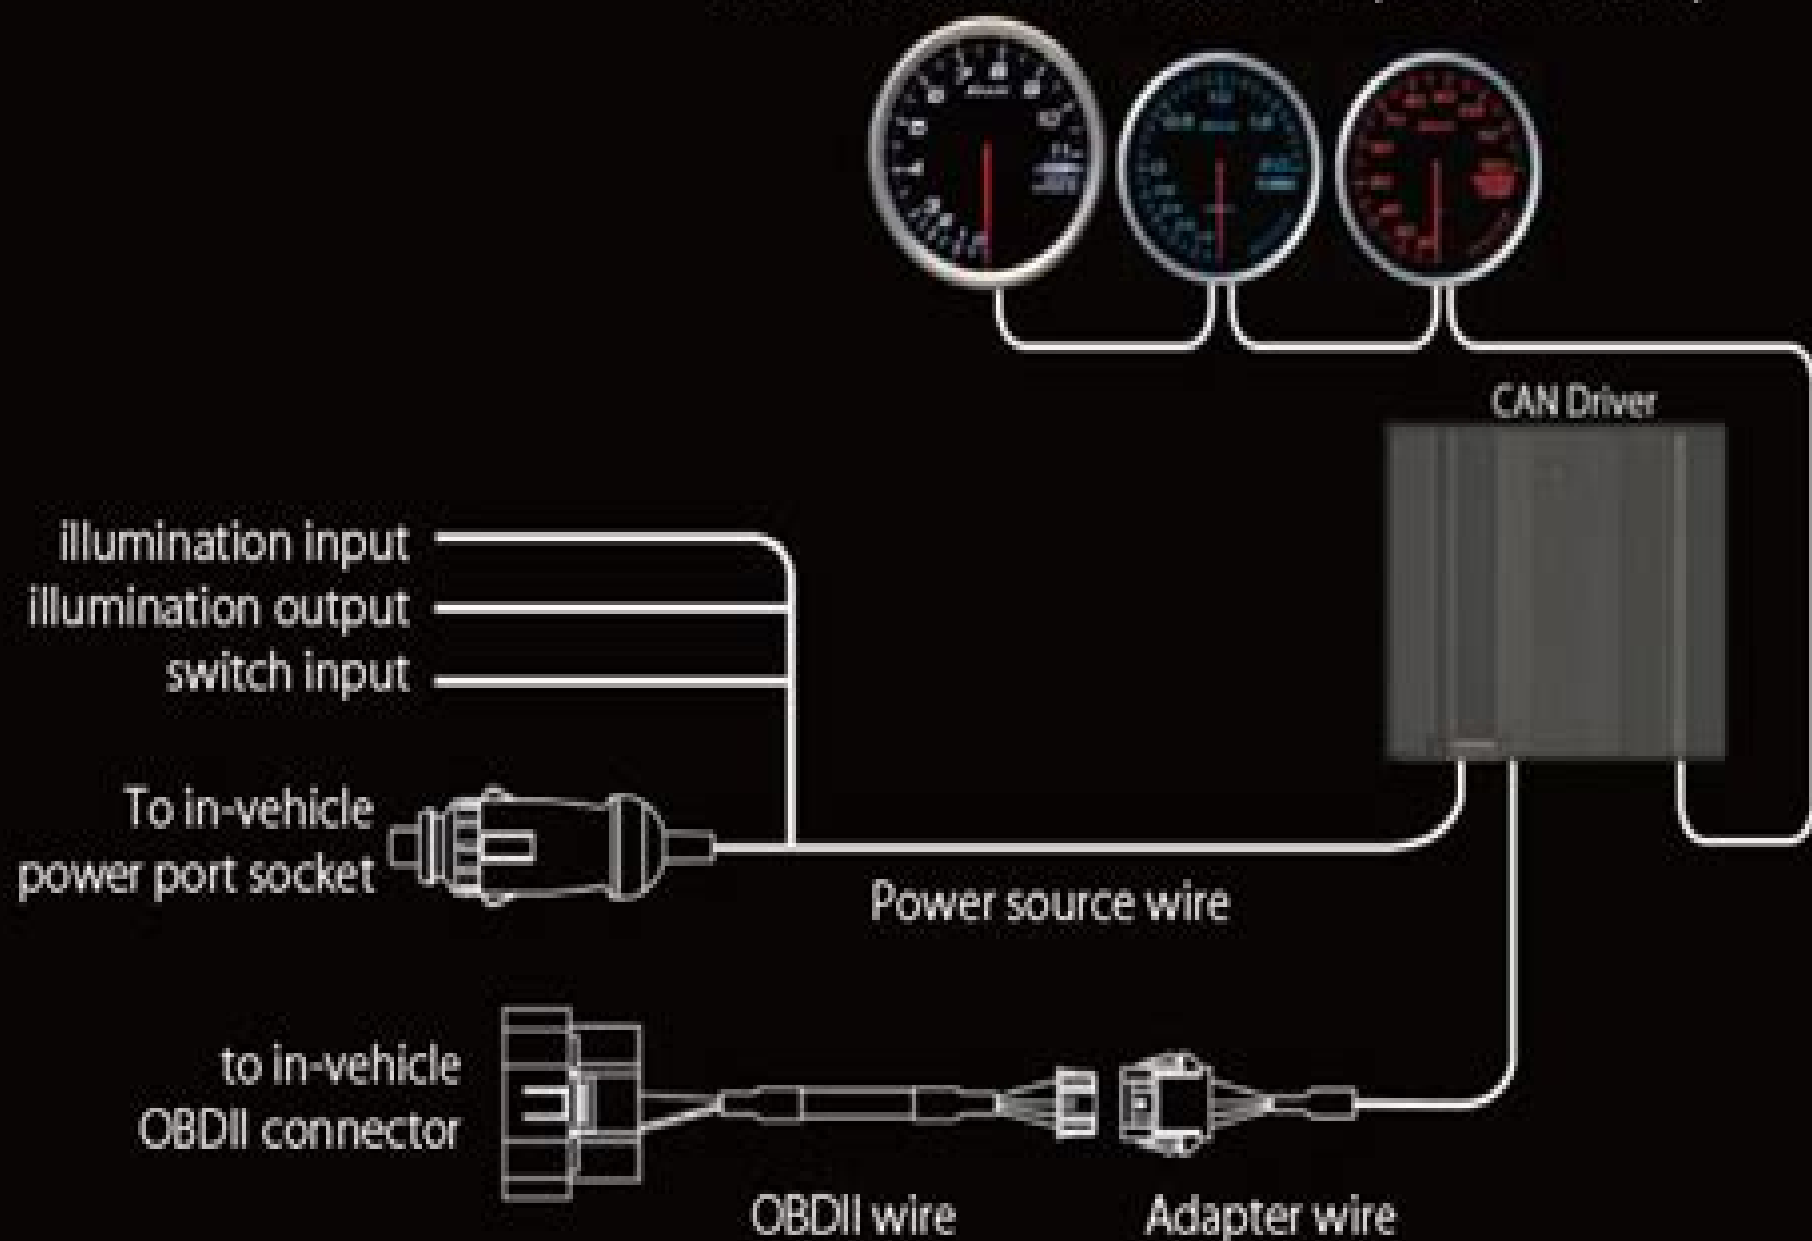 CAN Driver
illumination input
illumination output
switch input
To in-vehicle
power port socket
Power source wire
to in-vehicle
OBDII connector
OBDII wire
Adapter wire